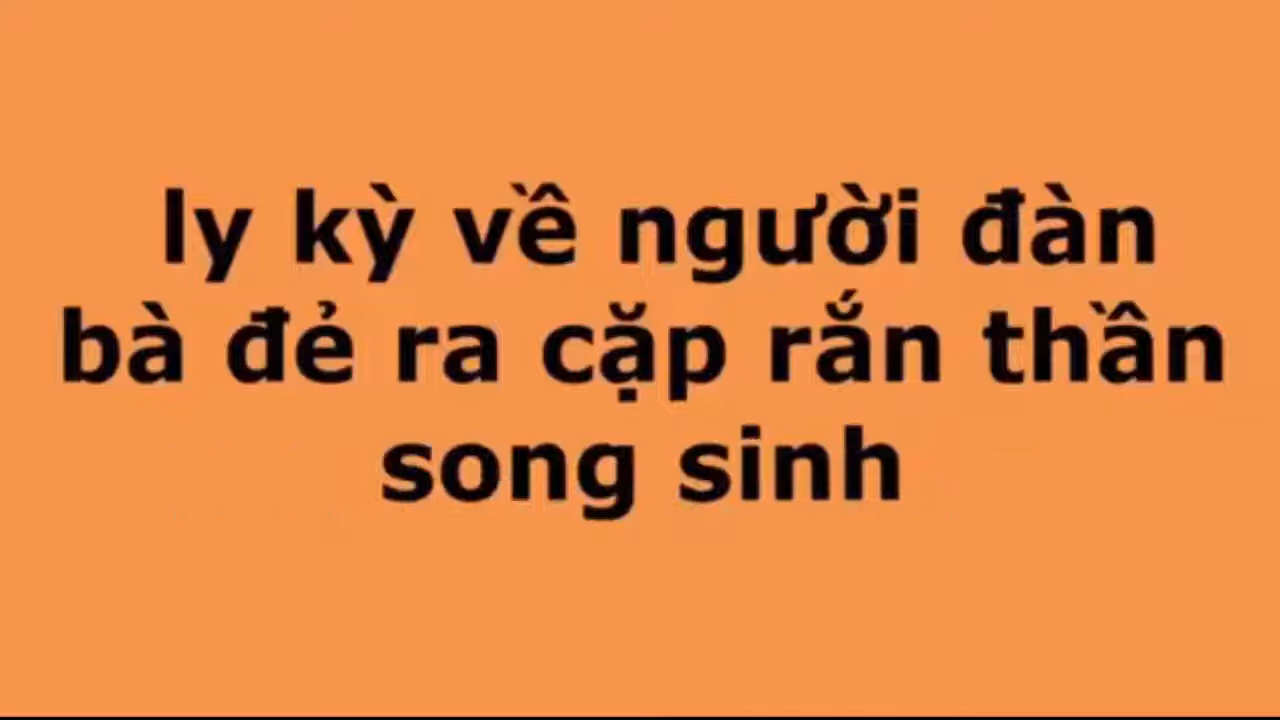 ly kỳ về người đàn
bà đẻ ra cặp rắn thần
song sinh